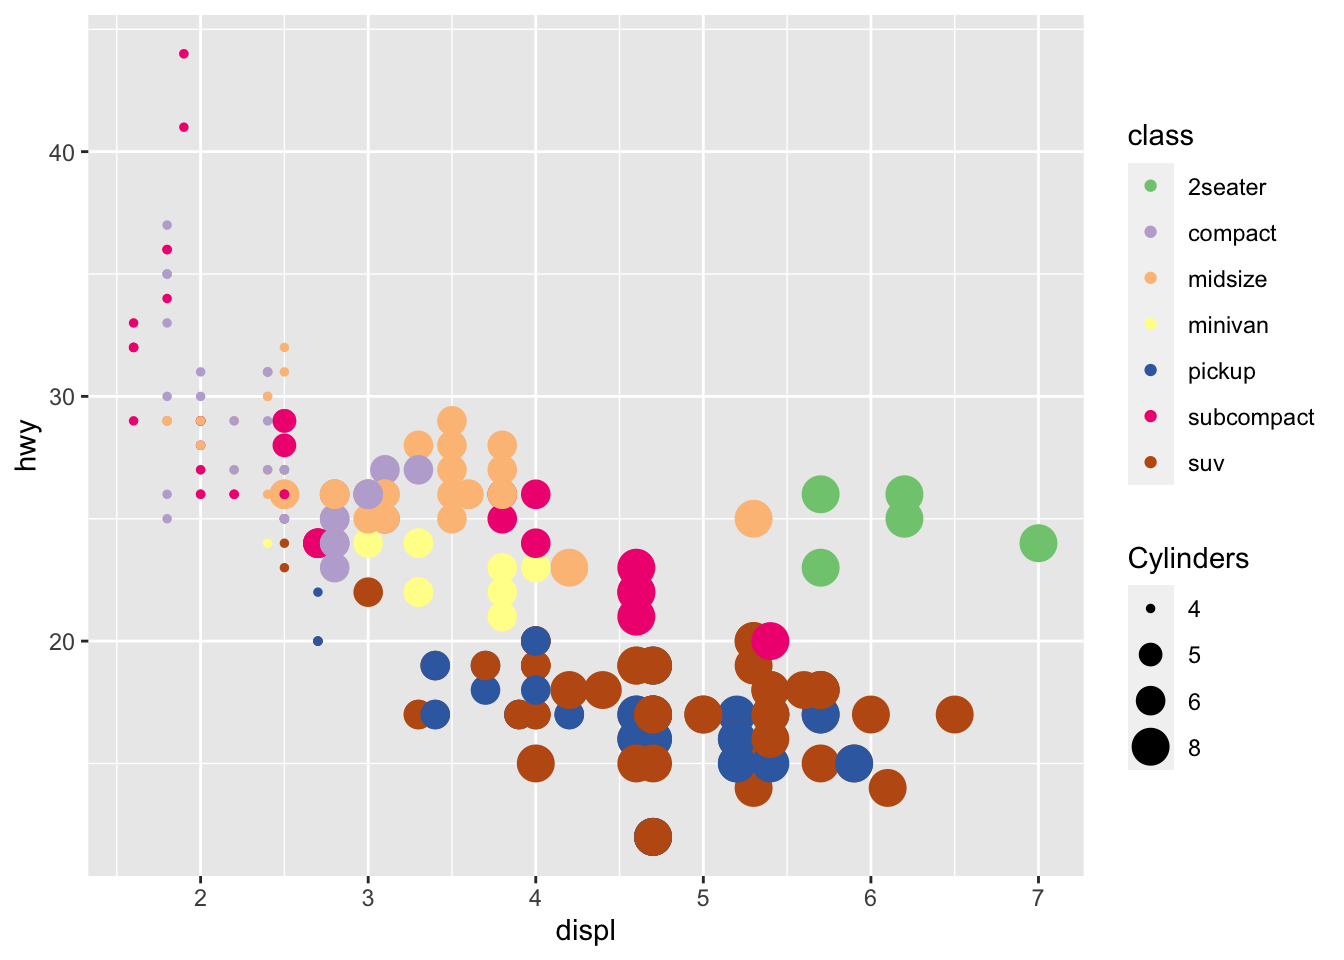 40
30
20
hwy
2
3
4
5
6
7
displ
class
2seater
compact
midsize
minivan
pickup
subcompact
suv
Cylinders
4
5
6
8